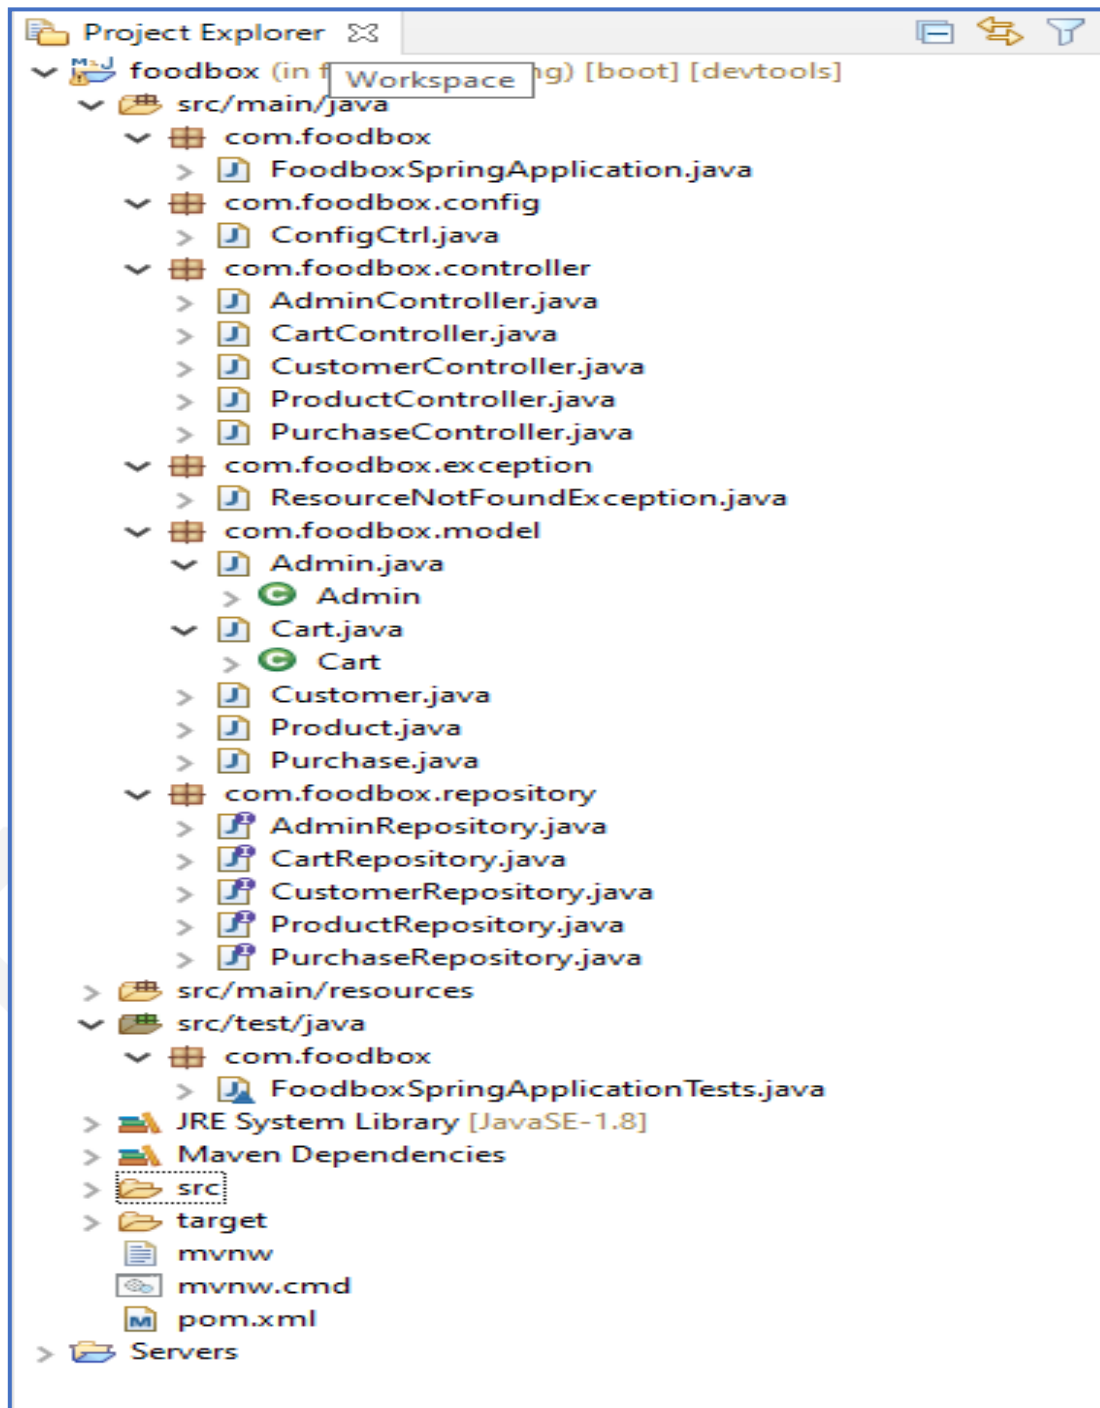 Project Explorer
foodbox (in f ng) [boot] [devtools]
Workspace
src/main/java
com.foodbox
FoodboxSpringApplication.java
com.foodbox.config
ConfigCtrl.java
com.foodbox.controller
AdminController.java
CartController.java
CustomerController.java
ProductController.java
PurchaseController.java
com.foodbox.exception
ResourceNotFoundException.java
com.foodbox.model
Admin.java
Admin
Cart.java
Cart
Customer.java
Product.java
Purchase.java
com.foodbox.repository
AdminRepository.java
CartRepository.java
CustomerRepository.java
ProductRepository.java
PurchaseRepository.java
src/main/resources
src/test/java
com.foodbox
FoodboxSpringApplicationTests.java
JRE System Library [JavaSE-1.8]
Maven Dependencies
src
target
mvnw
mvnw.cmd
pom.xml
Servers